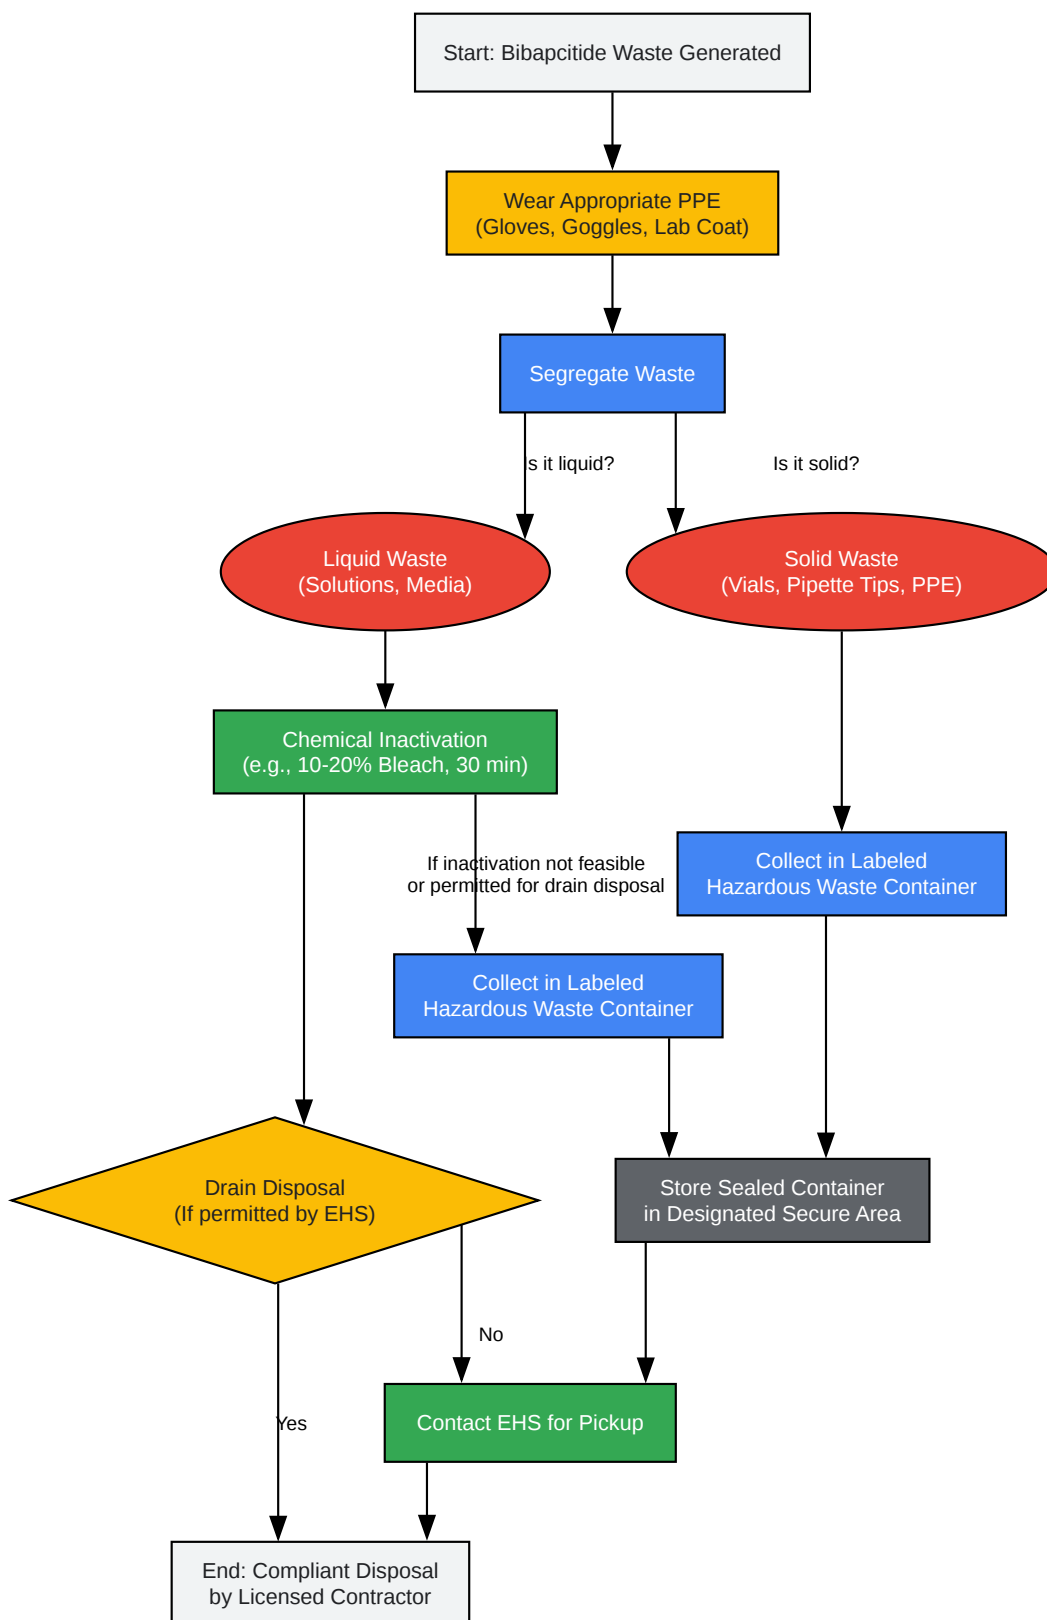 Start: Bibapcitide Waste Generated
Wear Appropriate PPE
(Gloves, Goggles, Lab Coat)
Segregate Waste
Is it liquid?
Is it solid?
Liquid Waste
(Solutions, Media)
Solid Waste
(Vials, Pipette Tips, PPE)
Chemical Inactivation
(e.g., 10-20% Bleach, 30 min)
If inactivation not feasible
or permitted for drain disposal
Collect in Labeled
Hazardous Waste Container
Collect in Labeled
Hazardous Waste Container
Drain Disposal
(If permitted by EHS)
Store Sealed Container
in Designated Secure Area
No
Yes
Contact EHS for Pickup
End: Compliant Disposal
by Licensed Contractor